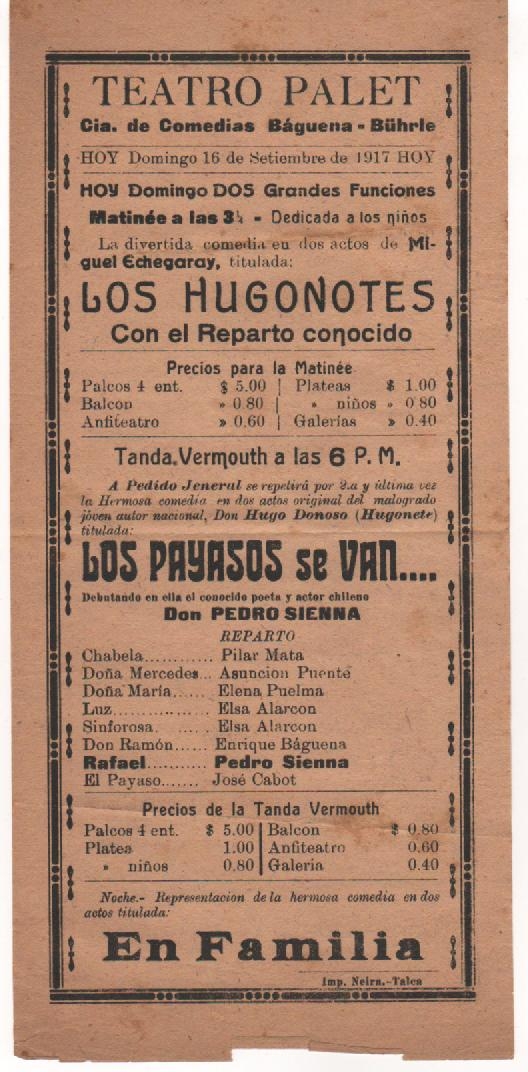 TEATRO PALET
Cia. de Comedias Báguena - Bührle
HOY Domingo 16 de Setiembre de 1917 HOY
HOY Domingo DOS Grandes Funciones
Matinée a las 3½ - Dedicada a los niños
La divertida comedia en dos actos de Mi-
guel Echegaray, titulada:
LOS HUGONOTES
Con el Reparto conocido
Precios para la Matinée
Palcos 4 ent. $ 5.00 | Plateas $ 1.00
Balcon » 0.80 | » niños » 0.80
Anfiteatro » 0.60 | Galerías » 0.40
Tanda Vermouth a las 6 P. M.
A Pedido Jeneral se repetirá por 2.a y última vez
la Hermosa comedia en dos actos original del malogrado
jóven autor nacional, Don Hugo Donoso (Hugonete)
titulada:
LOS PAYASOS se VAN....
Debutando en ella el conocido poeta y actor chileno
Don PEDRO SIENNA
REPARTO
Chabela........... Pilar Mata
Doña Mercedes... Asuncion Puente
Doña María...... Elena Puelma
Luz................. Elsa Alarcon
Sinforosa. ........ Elsa Alarcon
Don Ramón...... Enrique Báguena
Rafael........... Pedro Sienna
El Payaso....... José Cabot
Precios de la Tanda Vermouth
Palcos 4 ent. $ 5.00 | Balcon $ 0.80
Platea 1.00 | Anfiteatro 0.60
» niños 0.80 | Galeria 0.40
Noche.- Representacion de la hermosa comedia en dos
actos titulada:
En Familia
Imp. Neira.-Talca